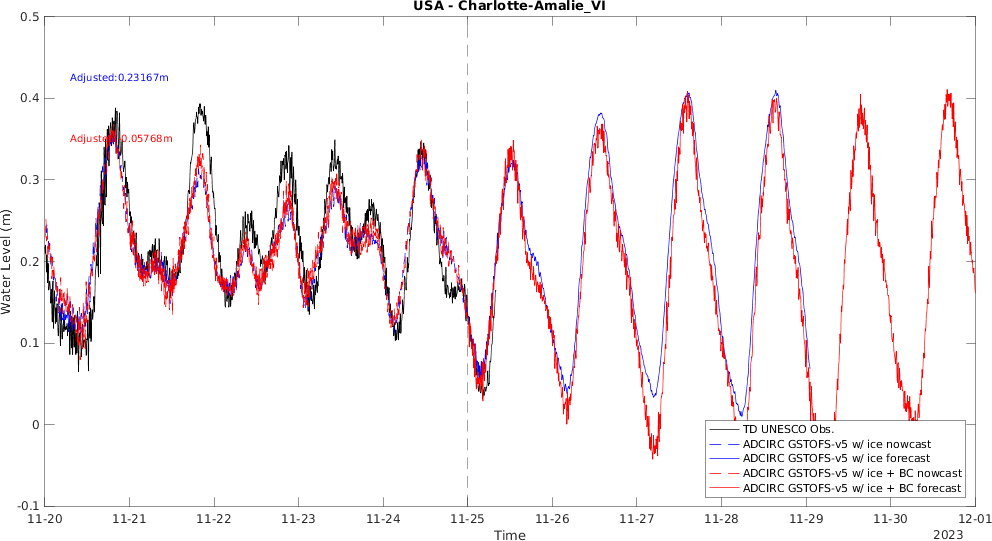 USA - Charlotte-Amalie_VI
0.5
0.4
0.3
0.2
0.1
0
-0.1
Water Level (m)
Adjusted:0.23167m
Adjusted: 0.05768m
TD UNESCO Obs.
ADCIRC GSTOFS-v5 w/ ice nowcast
ADCIRC GSTOFS-v5 w/ ice forecast
ADCIRC GSTOFS-v5 w/ ice + BC nowcast
ADCIRC GSTOFS-v5 w/ ice + BC forecast
11-20 11-21 11-22 11-23 11-24 11-25 11-26 11-27 11-28 11-29 11-30 12-01
Time
2023